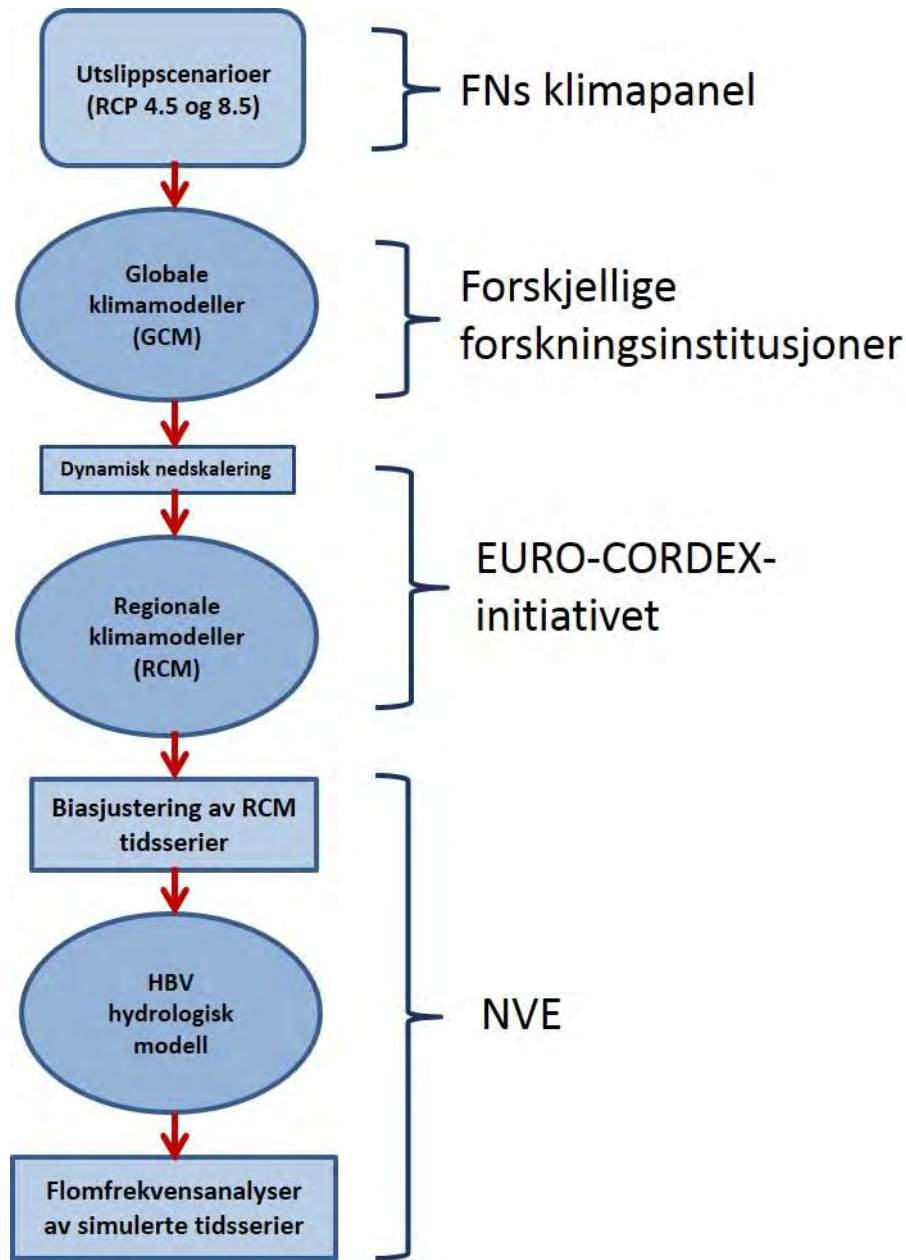 Utslippscenarioer
(RCP 4.5 og 8.5)
FNs klimapanel
Globale
klimamodeller
(GCM)
Forskjellige
forskningsinstitusjoner
Dynamisk nedskalering
Regionale
klimamodeller
(RCM)
EURO-CORDEX-
initiativet
Biasjustering av RCM
tidsserier
HBV
hydrologisk
modell
NVE
Flomfrekvensanalyser
av simulerte tidsserier